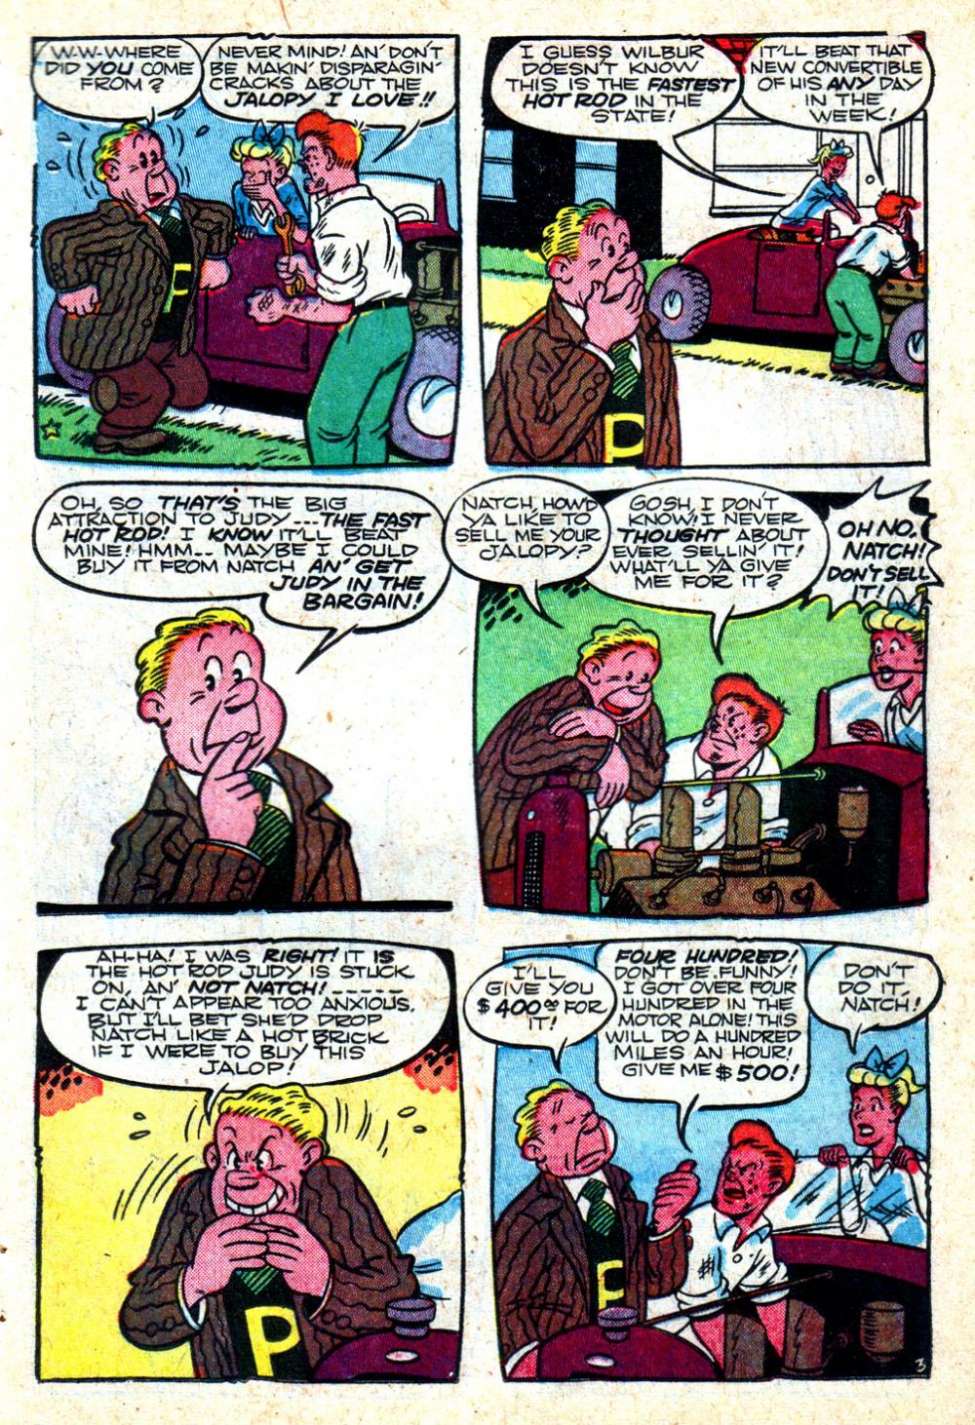 W-W-WHERE
DID YOU COME
FROM?
NEVER MIND! AN' DON'T
BE MAKIN' DISPARAGIN'
CRACKS ABOUT THE
JALOPY I LOVE!!
P
I GUESS WILBUR
DOESN'T KNOW
THIS IS THE FASTEST
HOT ROD IN THE
STATE!
IT'LL BEAT THAT
NEW CONVERTIBLE
OF HIS ANY DAY
IN THE
WEEK!
P
OH, SO THAT'S THE BIG
ATTRACTION TO JUDY---THE FAST
HOT ROD! I KNOW IT'LL BEAT
MINE! HMM-- MAYBE I COULD
BUY IT FROM NATCH AN' GET
JUDY IN THE
BARGAIN!
NATCH, HOW'D
YA LIKE TO
SELL ME YOUR
JALOPY?
GOSH, I DON'T
KNOW! I NEVER
THOUGHT ABOUT
EVER SELLIN' IT!
WHAT'LL YA GIVE
ME FOR IT?
OH NO,
NATCH!
DON'T SELL
IT!
AH-HA! I WAS RIGHT! IT IS
THE HOT ROD JUDY IS STUCK
ON, AN' NOT NATCH!-----
I CAN'T APPEAR TOO ANXIOUS.
BUT I'LL BET SHE'D DROP
NATCH LIKE A HOT BRICK
IF I WERE TO BUY THIS
JALOP!
P
I'LL
GIVE YOU
$400.00 FOR
IT!
FOUR HUNDRED!
DON'T BE FUNNY!
I GOT OVER FOUR
HUNDRED IN THE
MOTOR ALONE! THIS
WILL DO A HUNDRED
MILES AN HOUR!
GIVE ME $500!
DON'T
DO IT,
NATCH!
P
3